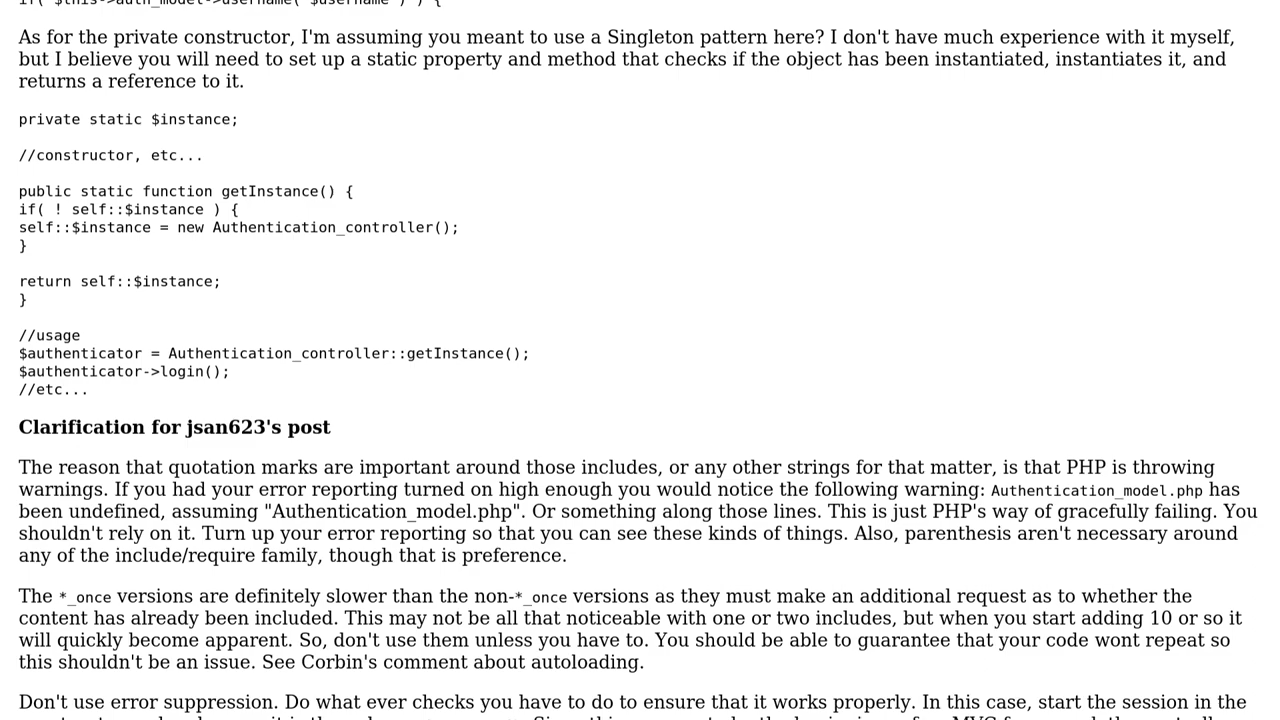 if( $this->auth_model->username( $username ) ) {
As for the private constructor, I'm assuming you meant to use a Singleton pattern here? I don't have much experience with it myself,
but I believe you will need to set up a static property and method that checks if the object has been instantiated, instantiates it, and
returns a reference to it.
private static $instance;
//constructor, etc...
public static function getInstance() {
if( ! self::$instance ) {
self::$instance = new Authentication_controller();
}
return self::$instance;
}
//usage
$authenticator = Authentication_controller::getInstance();
$authenticator->login();
//etc...
Clarification for jsan623's post
The reason that quotation marks are important around those includes, or any other strings for that matter, is that PHP is throwing
warnings. If you had your error reporting turned on high enough you would notice the following warning: Authentication_model.php has
been undefined, assuming "Authentication_model.php". Or something along those lines. This is just PHP's way of gracefully failing. You
shouldn't rely on it. Turn up your error reporting so that you can see these kinds of things. Also, parenthesis aren't necessary around
any of the include/require family, though that is preference.
The *_once versions are definitely slower than the non-*_once versions as they must make an additional request as to whether the
content has already been included. This may not be all that noticeable with one or two includes, but when you start adding 10 or so it
will quickly become apparent. So, don't use them unless you have to. You should be able to guarantee that your code wont repeat so
this shouldn't be an issue. See Corbin's comment about autoloading.
Don't use error suppression. Do what ever checks you have to do to ensure that it works properly. In this case, start the session in the